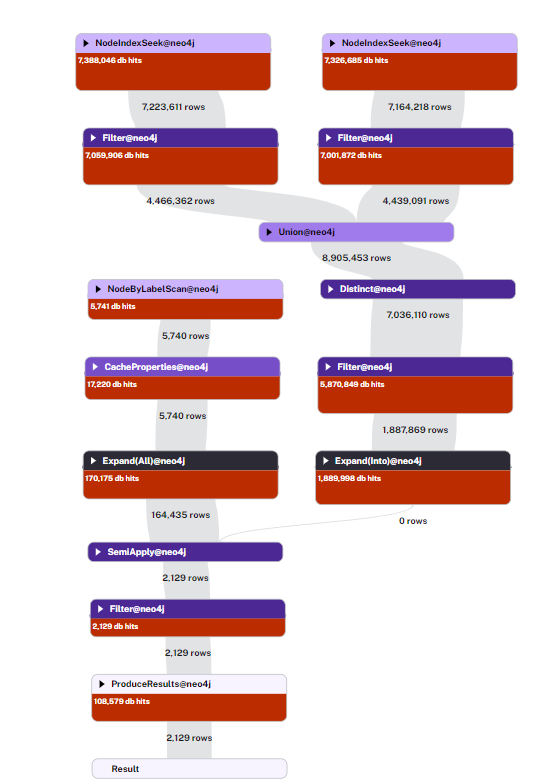 NodeIndexSeek@neo4j
7,388,046 db hits
NodeIndexSeek@neo4j
7,326,685 db hits
7,223,611 rows
7,164,218 rows
Filter@neo4j
7,059,906 db hits
Filter@neo4j
7,001,872 db hits
4,466,362 rows
4,439,091 rows
Union@neo4j
8,905,453 rows
NodeByLabelScan@neo4j
5,741 db hits
Distinct@neo4j
7,036,110 rows
5,740 rows
CacheProperties@neo4j
17,220 db hits
Filter@neo4j
5,870,849 db hits
5,740 rows
1,887,869 rows
Expand(All)@neo4j
170,175 db hits
Expand(Into)@neo4j
1,889,998 db hits
164,435 rows
0 rows
SemiApply@neo4j
2,129 rows
Filter@neo4j
2,129 db hits
2,129 rows
ProduceResults@neo4j
108,579 db hits
2,129 rows
Result